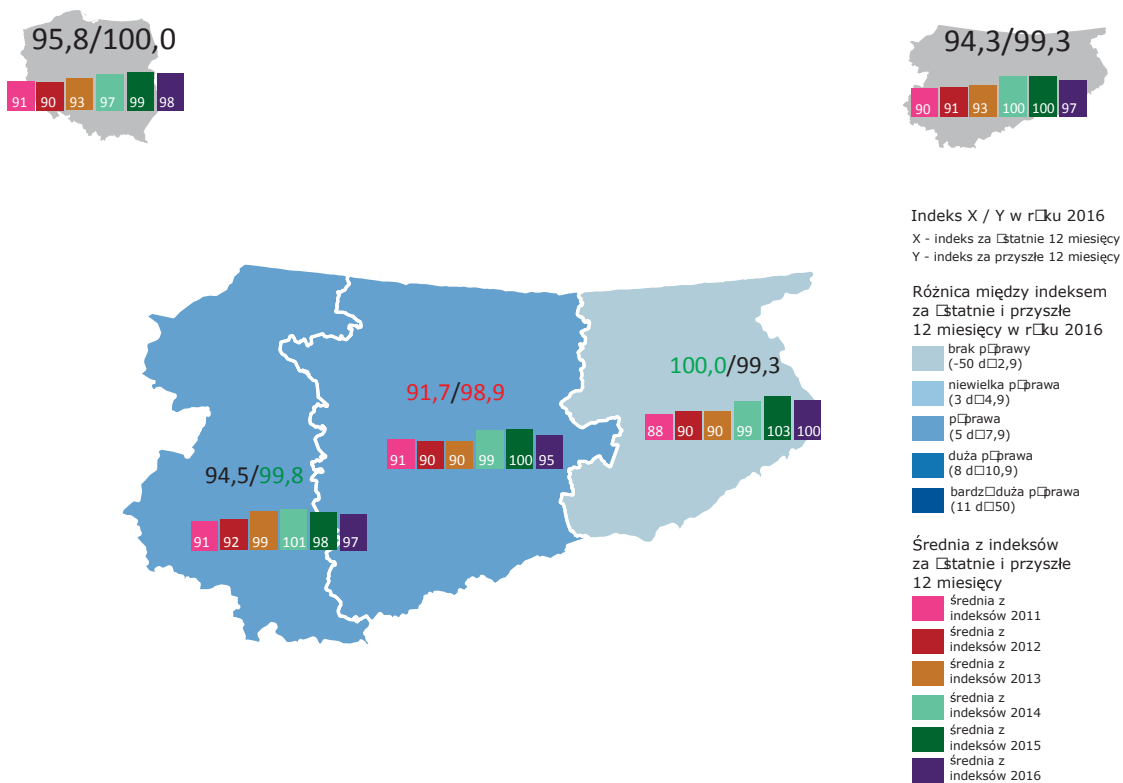 95,8/100,0
91 90 93 97 99 98
94,3/99,3
90 91 93 100 100 97
Indeks X / Y w r□ku 2016
X - indeks za □statnie 12 miesięcy
Y - indeks za przyszłe 12 miesięcy
Różnica między indeksem
za □statnie i przyszłe
12 miesięcy w r□ku 2016
brak p□prawy
(-50 d□2,9)
niewielka p□prawa
(3 d□4,9)
p□prawa
(5 d□7,9)
duża p□prawa
(8 d□10,9)
bardz□duża p□prawa
(11 d□50)
Średnia z indeksów
za □statnie i przyszłe
12 miesięcy
średnia z
indeksów 2011
średnia z
indeksów 2012
średnia z
indeksów 2013
średnia z
indeksów 2014
średnia z
indeksów 2015
średnia z
indeksów 2016
94,5/99,8
91 92 99 101 98 97
91,7/98,9
91 90 90 99 100 95
100,0/99,3
88 90 90 99 103 100